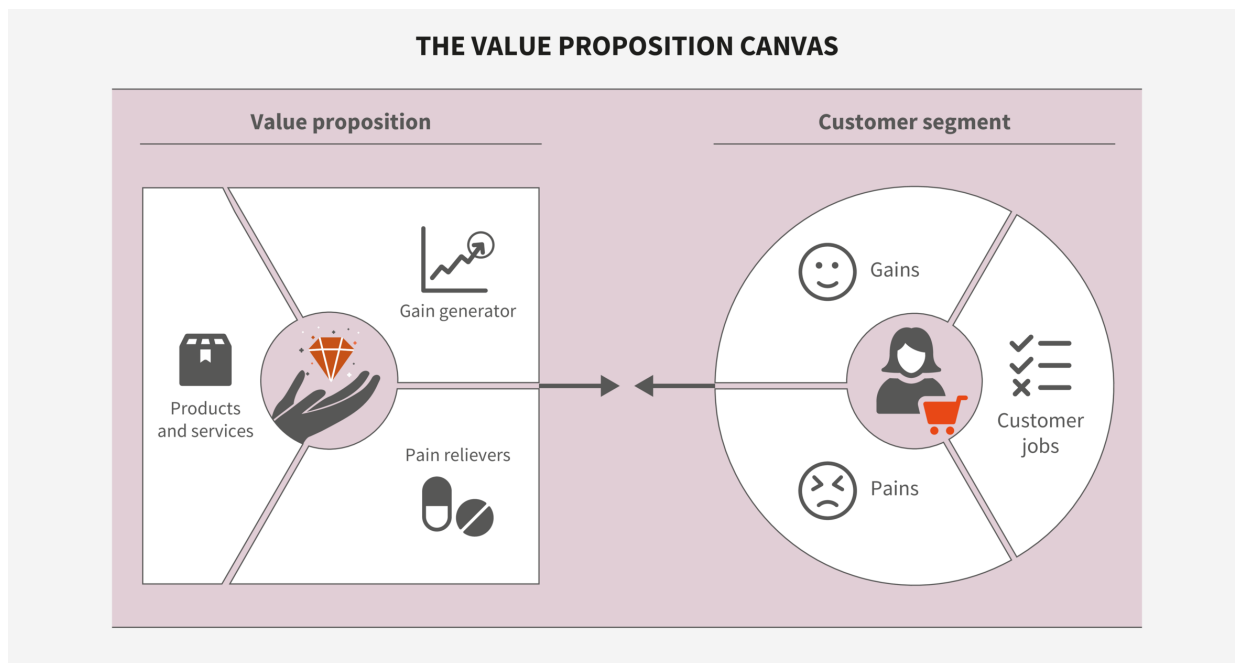 THE VALUE PROPOSITION CANVAS
Value proposition
Customer segment
Gain generator
Products
and services
Pain relievers
Gains
Customer
jobs
Pains